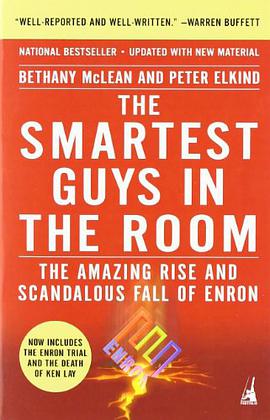 "WELL-REPORTED AND WELL-WRITTEN." –WARREN BUFFETT
NATIONAL BESTSELLER • UPDATED WITH NEW MATERIAL
BETHANY McLEAN AND PETER ELKIND
THE
SMARTEST
GUYS IN
THE ROOM
THE AMAZING RISE AND
SCANDALOUS FALL OF ENRON
NOW INCLUDES
THE ENRON TRIAL
AND THE DEATH
OF KEN LAY
ENRON
PORTFOLIO